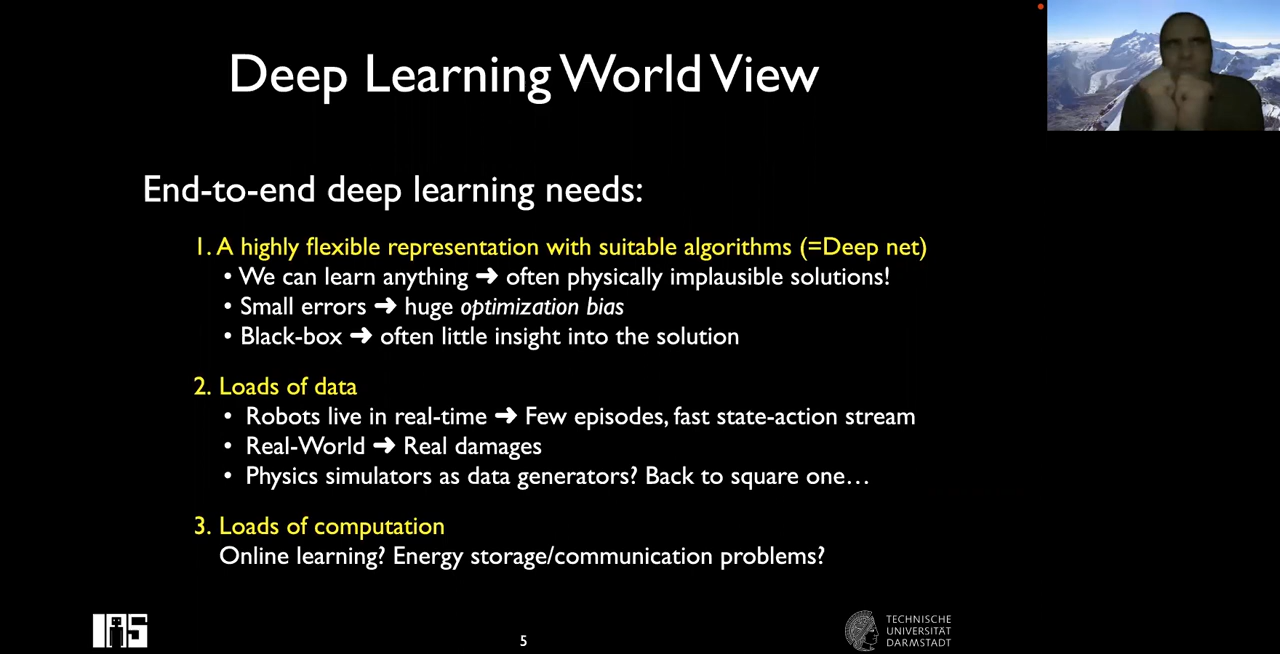 Deep Learning World View
End-to-end deep learning needs:
1. A highly flexible representation with suitable algorithms (=Deep net)
• We can learn anything ➜ often physically implausible solutions!
• Small errors ➜ huge optimization bias
• Black-box ➜ often little insight into the solution
2. Loads of data
• Robots live in real-time ➜ Few episodes, fast state-action stream
• Real-World ➜ Real damages
• Physics simulators as data generators? Back to square one…
3. Loads of computation
Online learning? Energy storage/communication problems?
IAS
5
TECHNISCHE
UNIVERSITÄT
DARMSTADT